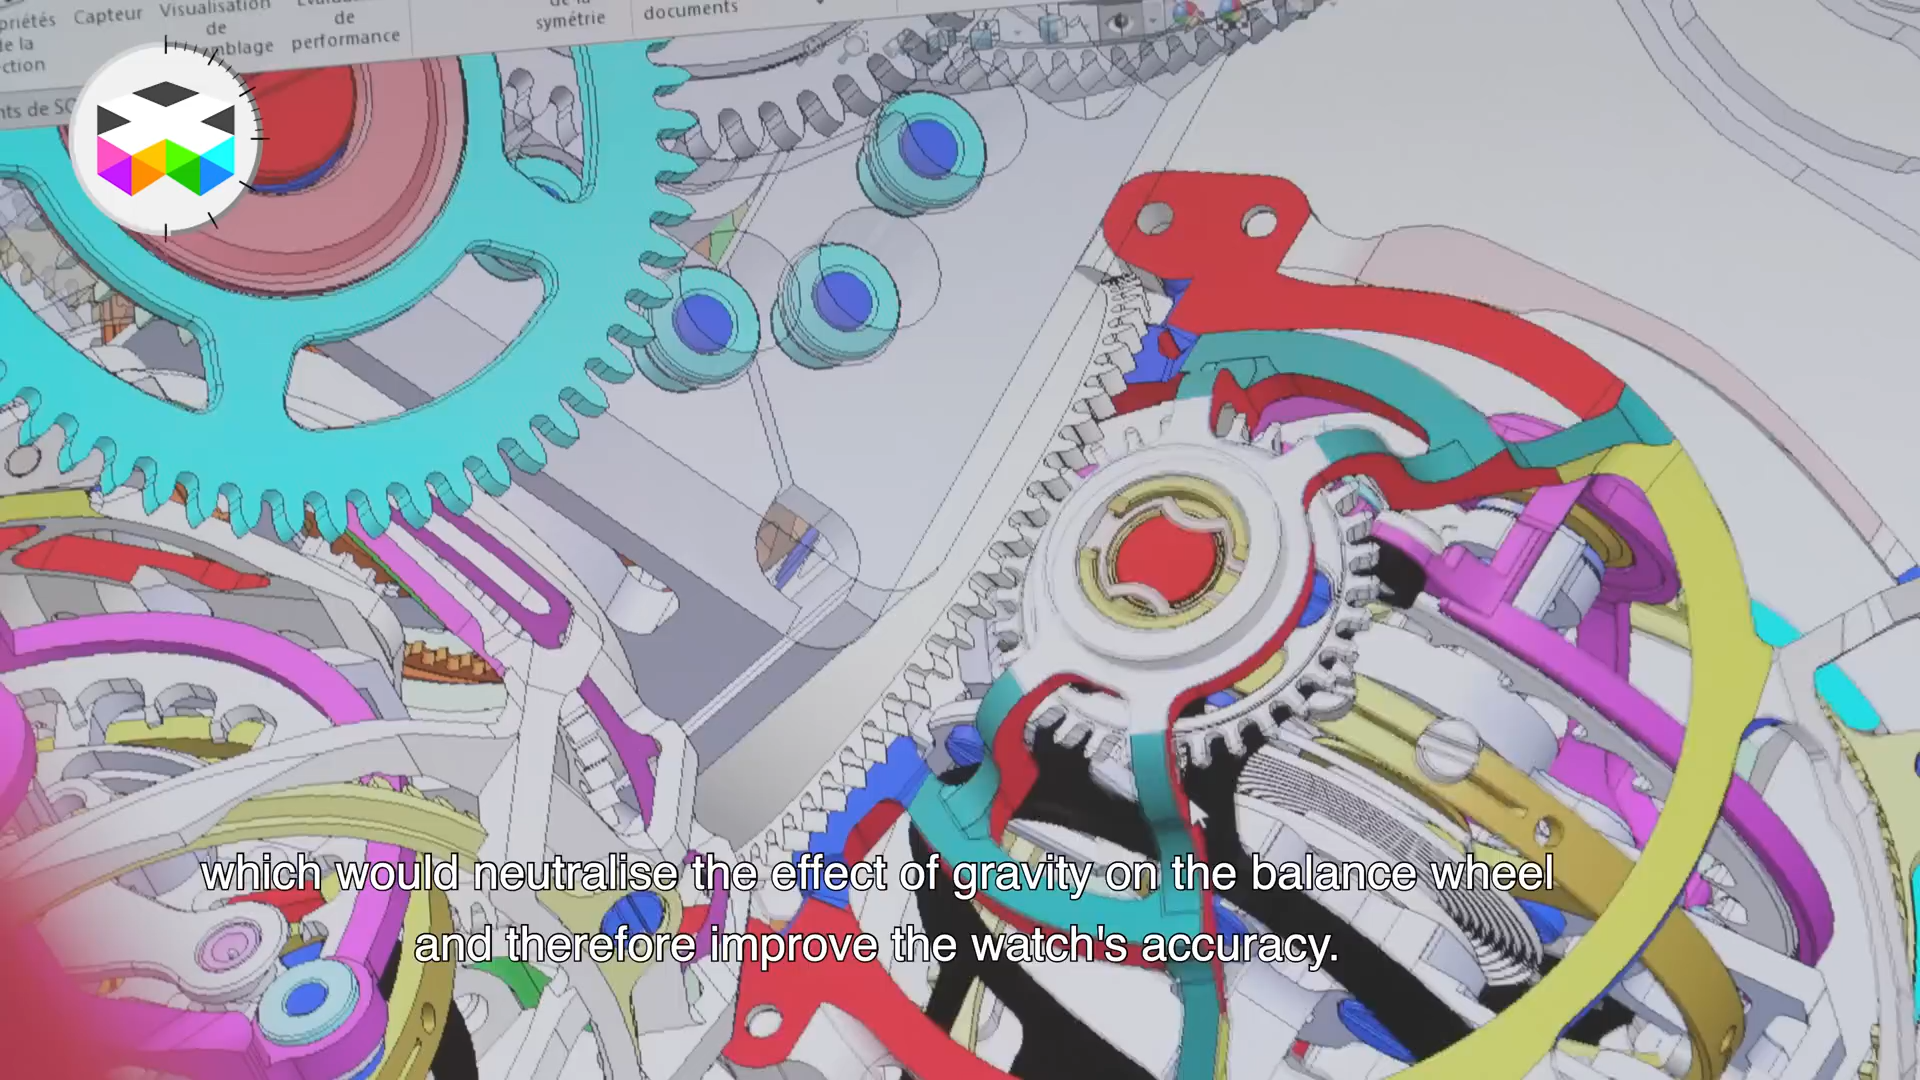 Capteur
Visualisation
de
performance
de
symétrie
documents
which would neutralise the effect of gravity on the balance wheel
and therefore improve the watch's accuracy.